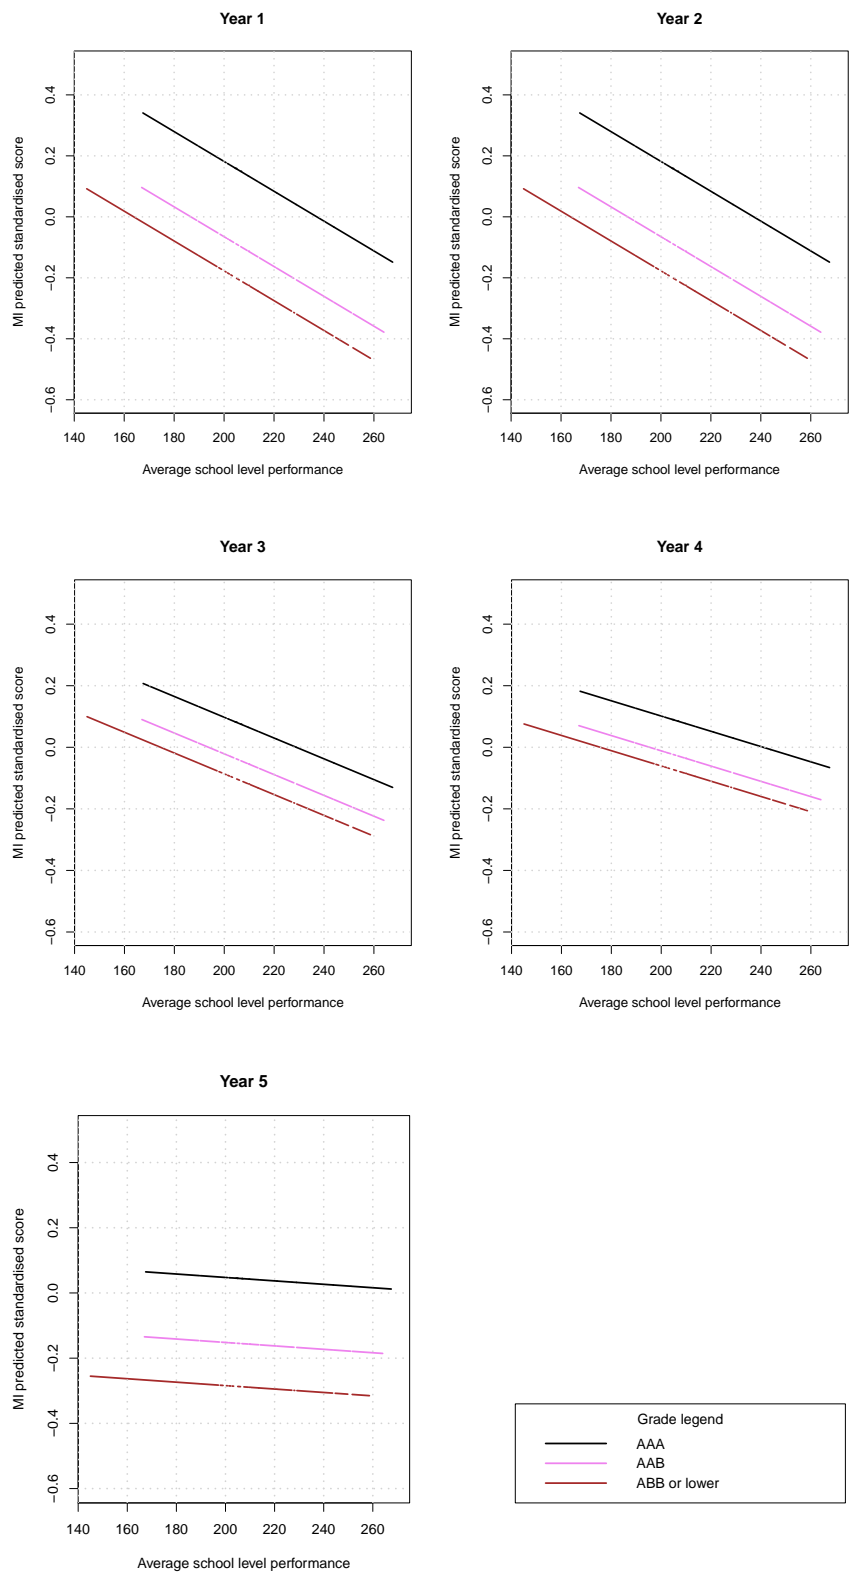 Year 1
MI predicted standardised score
0.4
0.2
0.0
−0.2
−0.4
−0.6
140 160 180 200 220 240 260
Average school level performance
Year 2
MI predicted standardised score
0.4
0.2
0.0
−0.2
−0.4
−0.6
140 160 180 200 220 240 260
Average school level performance
Year 3
MI predicted standardised score
0.4
0.2
0.0
−0.2
−0.4
−0.6
140 160 180 200 220 240 260
Average school level performance
Year 4
MI predicted standardised score
0.4
0.2
0.0
−0.2
−0.4
−0.6
140 160 180 200 220 240 260
Average school level performance
Year 5
MI predicted standardised score
0.4
0.2
0.0
−0.2
−0.4
−0.6
140 160 180 200 220 240 260
Average school level performance
Grade legend
AAA
AAB
ABB or lower